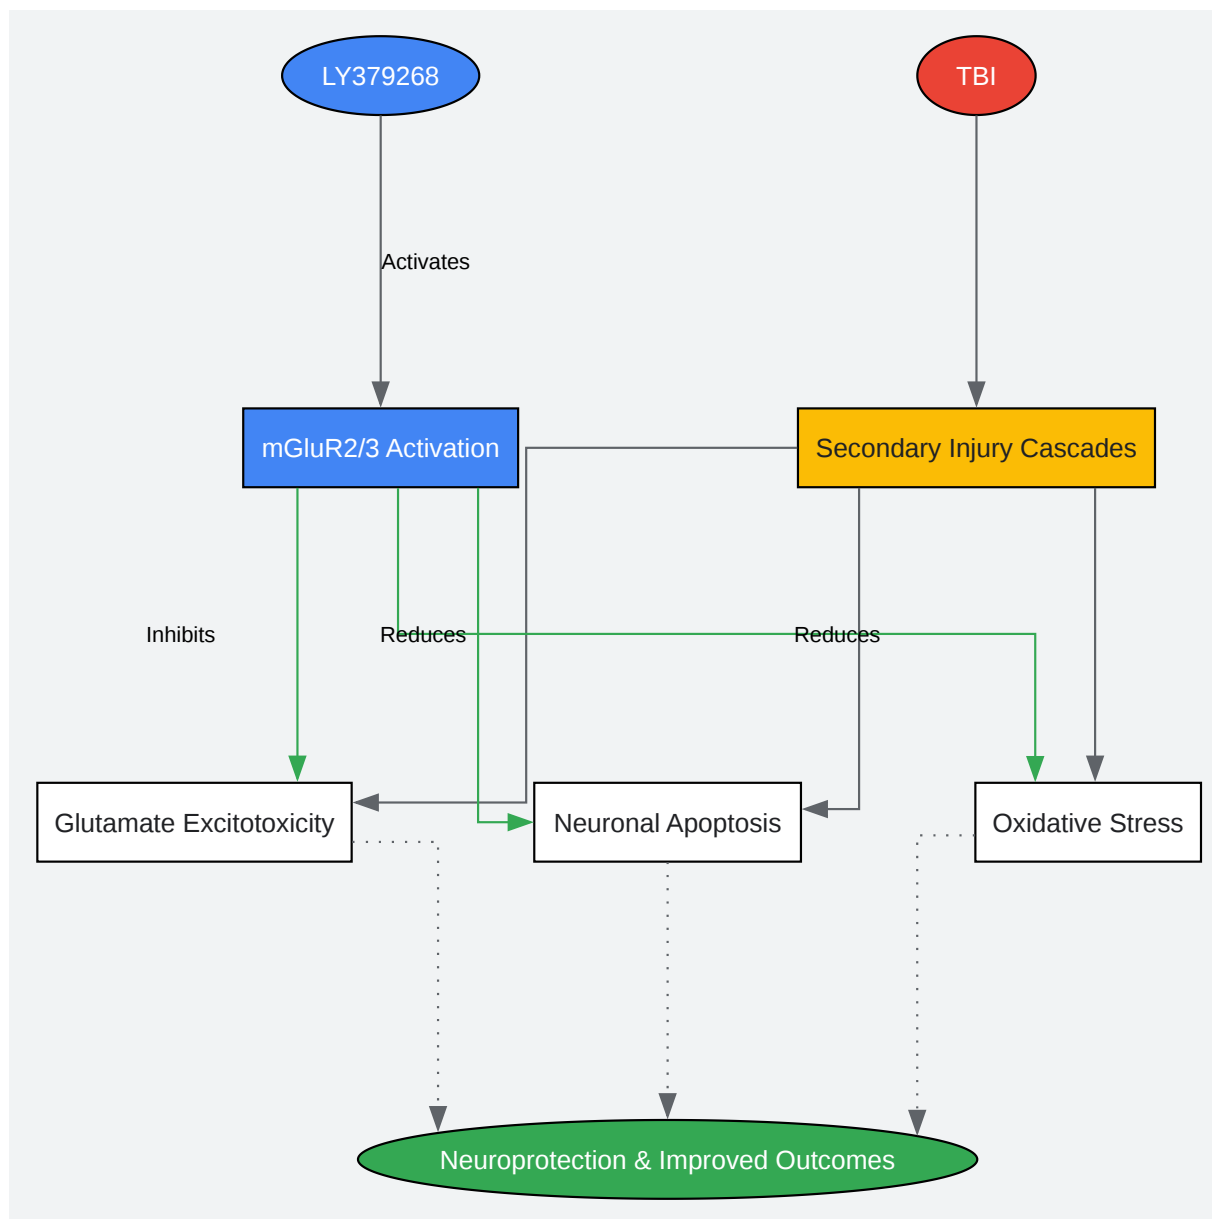 LY379268
TBI
Activates
mGluR2/3 Activation
Secondary Injury Cascades
Inhibits
Reduces
Reduces
Glutamate Excitotoxicity
Neuronal Apoptosis
Oxidative Stress
Neuroprotection & Improved Outcomes